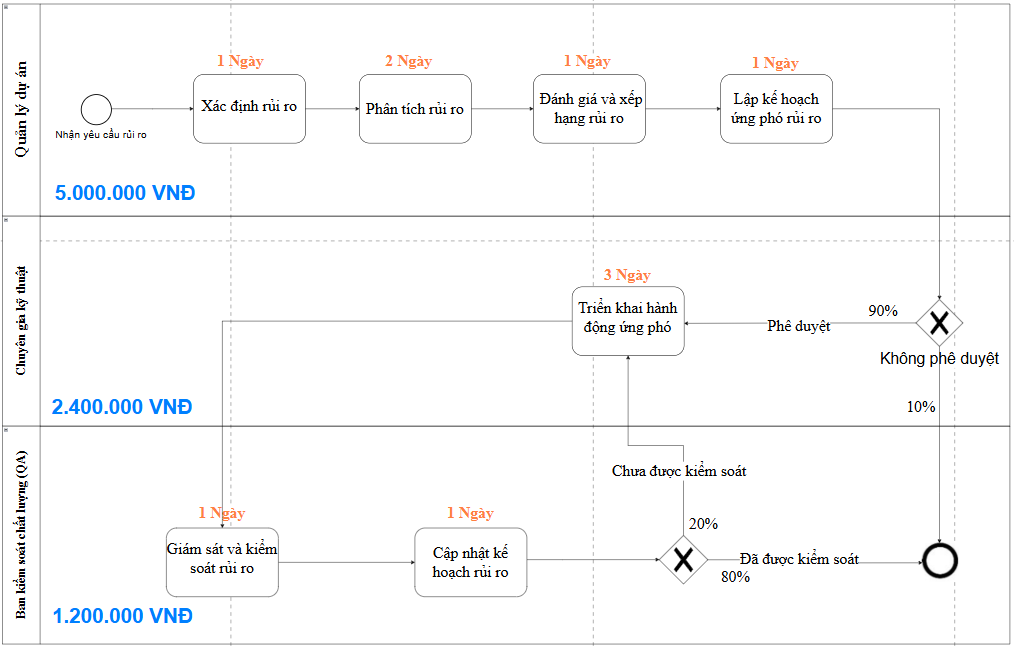 Quản lý dự án
1 Ngày
2 Ngày
1 Ngày
1 Ngày
Nhận yêu cầu rủi ro
Xác định rủi ro
Phân tích rủi ro
Đánh giá và xếp
hạng rủi ro
Lập kế hoạch
ứng phó rủi ro
5.000.000 VNĐ
Chuyên gia kỹ thuật
3 Ngày
Triển khai hành
động ứng phó
Phê duyệt
90%
Không phê duyệt
10%
2.400.000 VNĐ
Ban kiểm soát chất lượng (QA)
Chưa được kiểm soát
1 Ngày
1 Ngày
20%
Giám sát và kiểm
soát rủi ro
Cập nhật kế
hoạch rủi ro
Đã được kiểm soát
80%
1.200.000 VNĐ